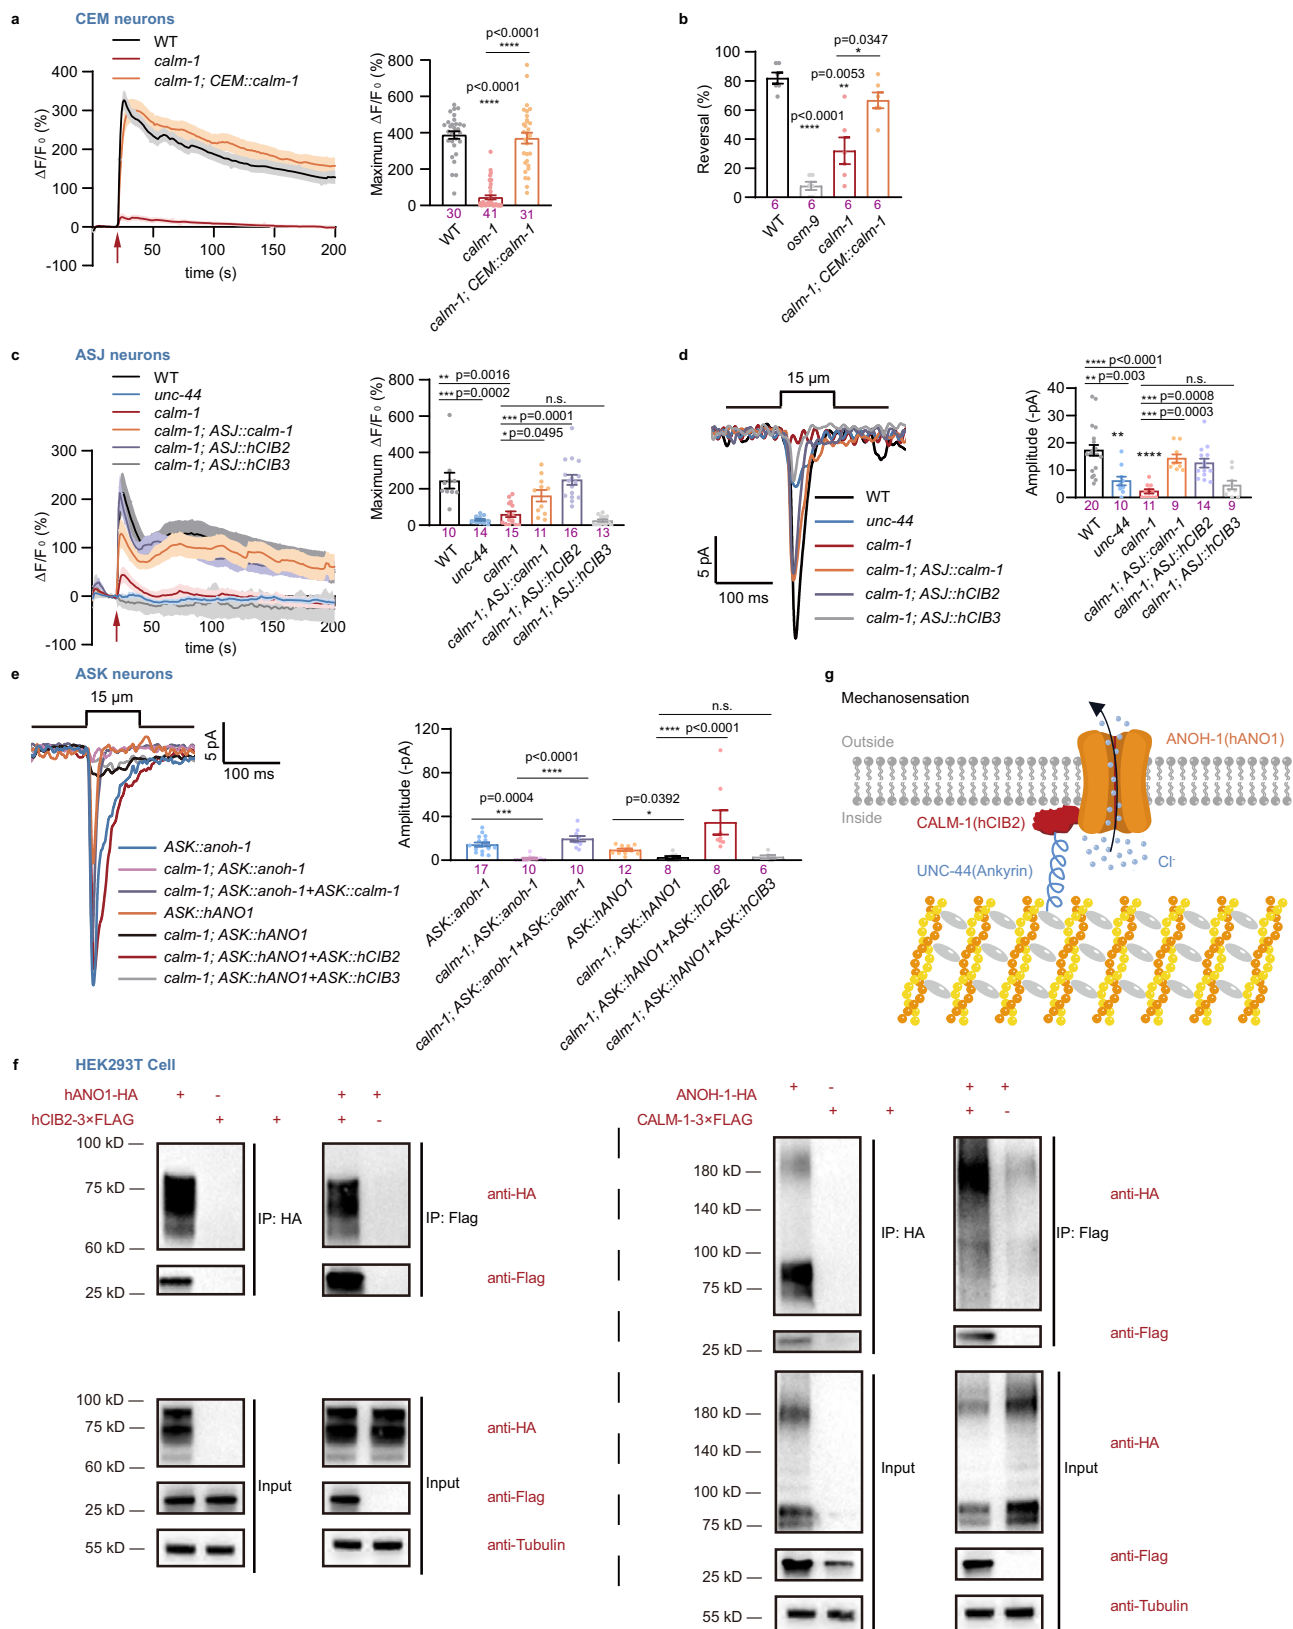 a CEM neurons
WT
calm-1
calm-1; CEM::calm-1
400
300
200
100
0
-100
50 100 150 200
ΔF/F0 (%)
time (s)
p<0.0001
****
p<0.0001
****
800
600
400
200
0
Maximum ΔF/F0 (%)
30 41 31
WT
calm-1
calm-1; CEM::calm-1
b
p=0.0347
*
p=0.0053
**
p<0.0001
****
100
80
60
40
20
0
Reversal (%)
6 6 6 6
WT
osm-9
calm-1
calm-1; CEM::calm-1
c ASJ neurons
WT
unc-44
calm-1
calm-1; ASJ::calm-1
calm-1; ASJ::hCIB2
calm-1; ASJ::hCIB3
300
200
100
0
-100
50 100 150 200
ΔF/F0 (%)
time (s)
** p=0.0016
*** p=0.0002
n.s.
*** p=0.0001
* p=0.0495
800
600
400
200
0
Maximum ΔF/F0 (%)
10 14 15 11 16 13
WT
unc-44
calm-1
calm-1; ASJ::calm-1
calm-1; ASJ::hCIB2
calm-1; ASJ::hCIB3
d
15 μm
5 pA
100 ms
WT
unc-44
calm-1
calm-1; ASJ::calm-1
calm-1; ASJ::hCIB2
calm-1; ASJ::hCIB3
**** p<0.0001
** p=0.003
n.s.
*** p=0.0008
*** p=0.0003
**
****
40
30
20
10
0
Amplitude (-pA)
20 10 11 9 14 9
WT
unc-44
calm-1
calm-1; ASJ::calm-1
calm-1; ASJ::hCIB2
calm-1; ASJ::hCIB3
e ASK neurons
15 μm
5 pA
100 ms
ASK::anoh-1
calm-1; ASK::anoh-1
calm-1; ASK::anoh-1+ASK::calm-1
ASK::hANO1
calm-1; ASK::hANO1
calm-1; ASK::hANO1+ASK::hCIB2
calm-1; ASK::hANO1+ASK::hCIB3
n.s.
**** p<0.0001
p<0.0001
****
p=0.0004
***
p=0.0392
*
120
80
40
0
Amplitude (-pA)
17 10 10 12 8 8 6
ASK::anoh-1
calm-1; ASK::anoh-1
calm-1; ASK::anoh-1+ASK::calm-1
ASK::hANO1
calm-1; ASK::hANO1
calm-1; ASK::hANO1+ASK::hCIB2
calm-1; ASK::hANO1+ASK::hCIB3
g
Mechanosensation
Outside
ANOH-1(hANO1)
Inside
CALM-1(hCIB2)
UNC-44(Ankyrin)
Cl-
f HEK293T Cell
hANO1-HA + - + +
hCIB2-3×FLAG + + + -
100 kD
75 kD
60 kD
25 kD
IP: HA
IP: Flag
anti-HA
anti-Flag
100 kD
75 kD
60 kD
25 kD
55 kD
Input
Input
anti-HA
anti-Flag
anti-Tubulin
ANOH-1-HA + - + +
CALM-1-3×FLAG + + + -
180 kD
140 kD
100 kD
75 kD
25 kD
IP: HA
IP: Flag
anti-HA
anti-Flag
180 kD
140 kD
100 kD
75 kD
25 kD
55 kD
Input
Input
anti-HA
anti-Flag
anti-Tubulin